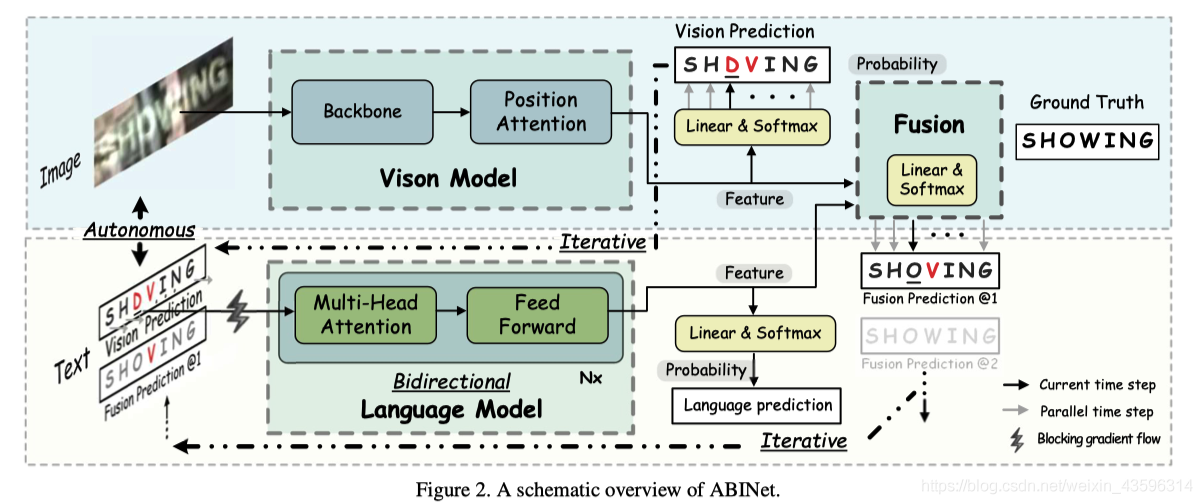 Vision Prediction
SHDVING
Probability
Ground Truth
SHOWING
Image
SHOWING
Backbone
Position
Attention
Linear & Softmax
Fusion
Linear &
Softmax
Vison Model
Feature
Autonomous
Iterative
...
SHOVING
Fusion Prediction @1
SHOWING
Fusion Prediction @2
Text
SHDVING
Vision Prediction
SHOVING
Fusion Prediction @1
Multi-Head
Attention
Feed
Forward
Nx
Bidirectional
Language Model
Feature
Linear & Softmax
Probability
Language prediction
Iterative
Current time step
Parallel time step
Blocking gradient flow
Figure 2. A schematic overview of ABINet.
https://blog.csdn.net/weixin_43596314